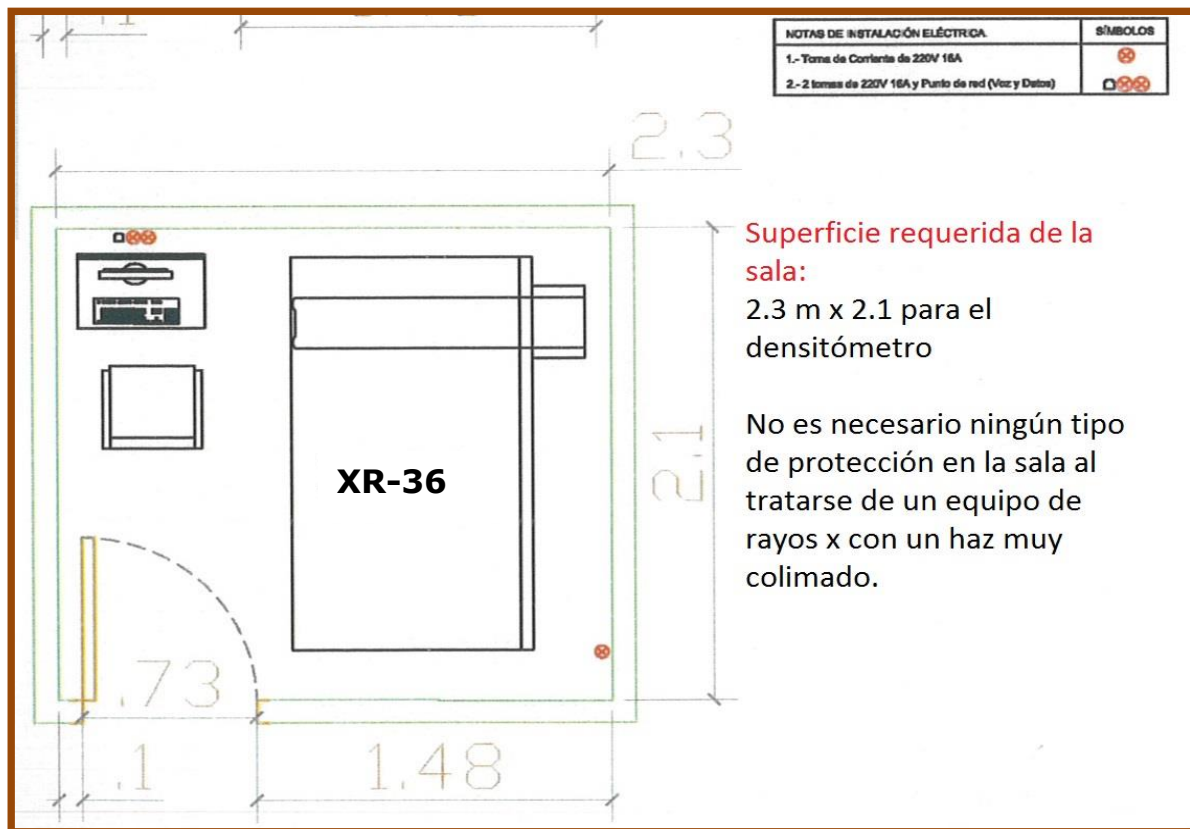 NOTAS DE INSTALACIÓN ELÉCTRICA
SÍMBOLOS
1.- Toma de Corriente de 220V 16A
2.- 2 tomas de 220V 16A y Punto de red (Voz y Datos)
2.3
Superficie requerida de la
sala:
2.3 m x 2.1 para el
densitómetro
No es necesario ningún tipo
de protección en la sala al
tratarse de un equipo de
rayos x con un haz muy
colimado.
2.1
XR-36
.73
.1
1.48